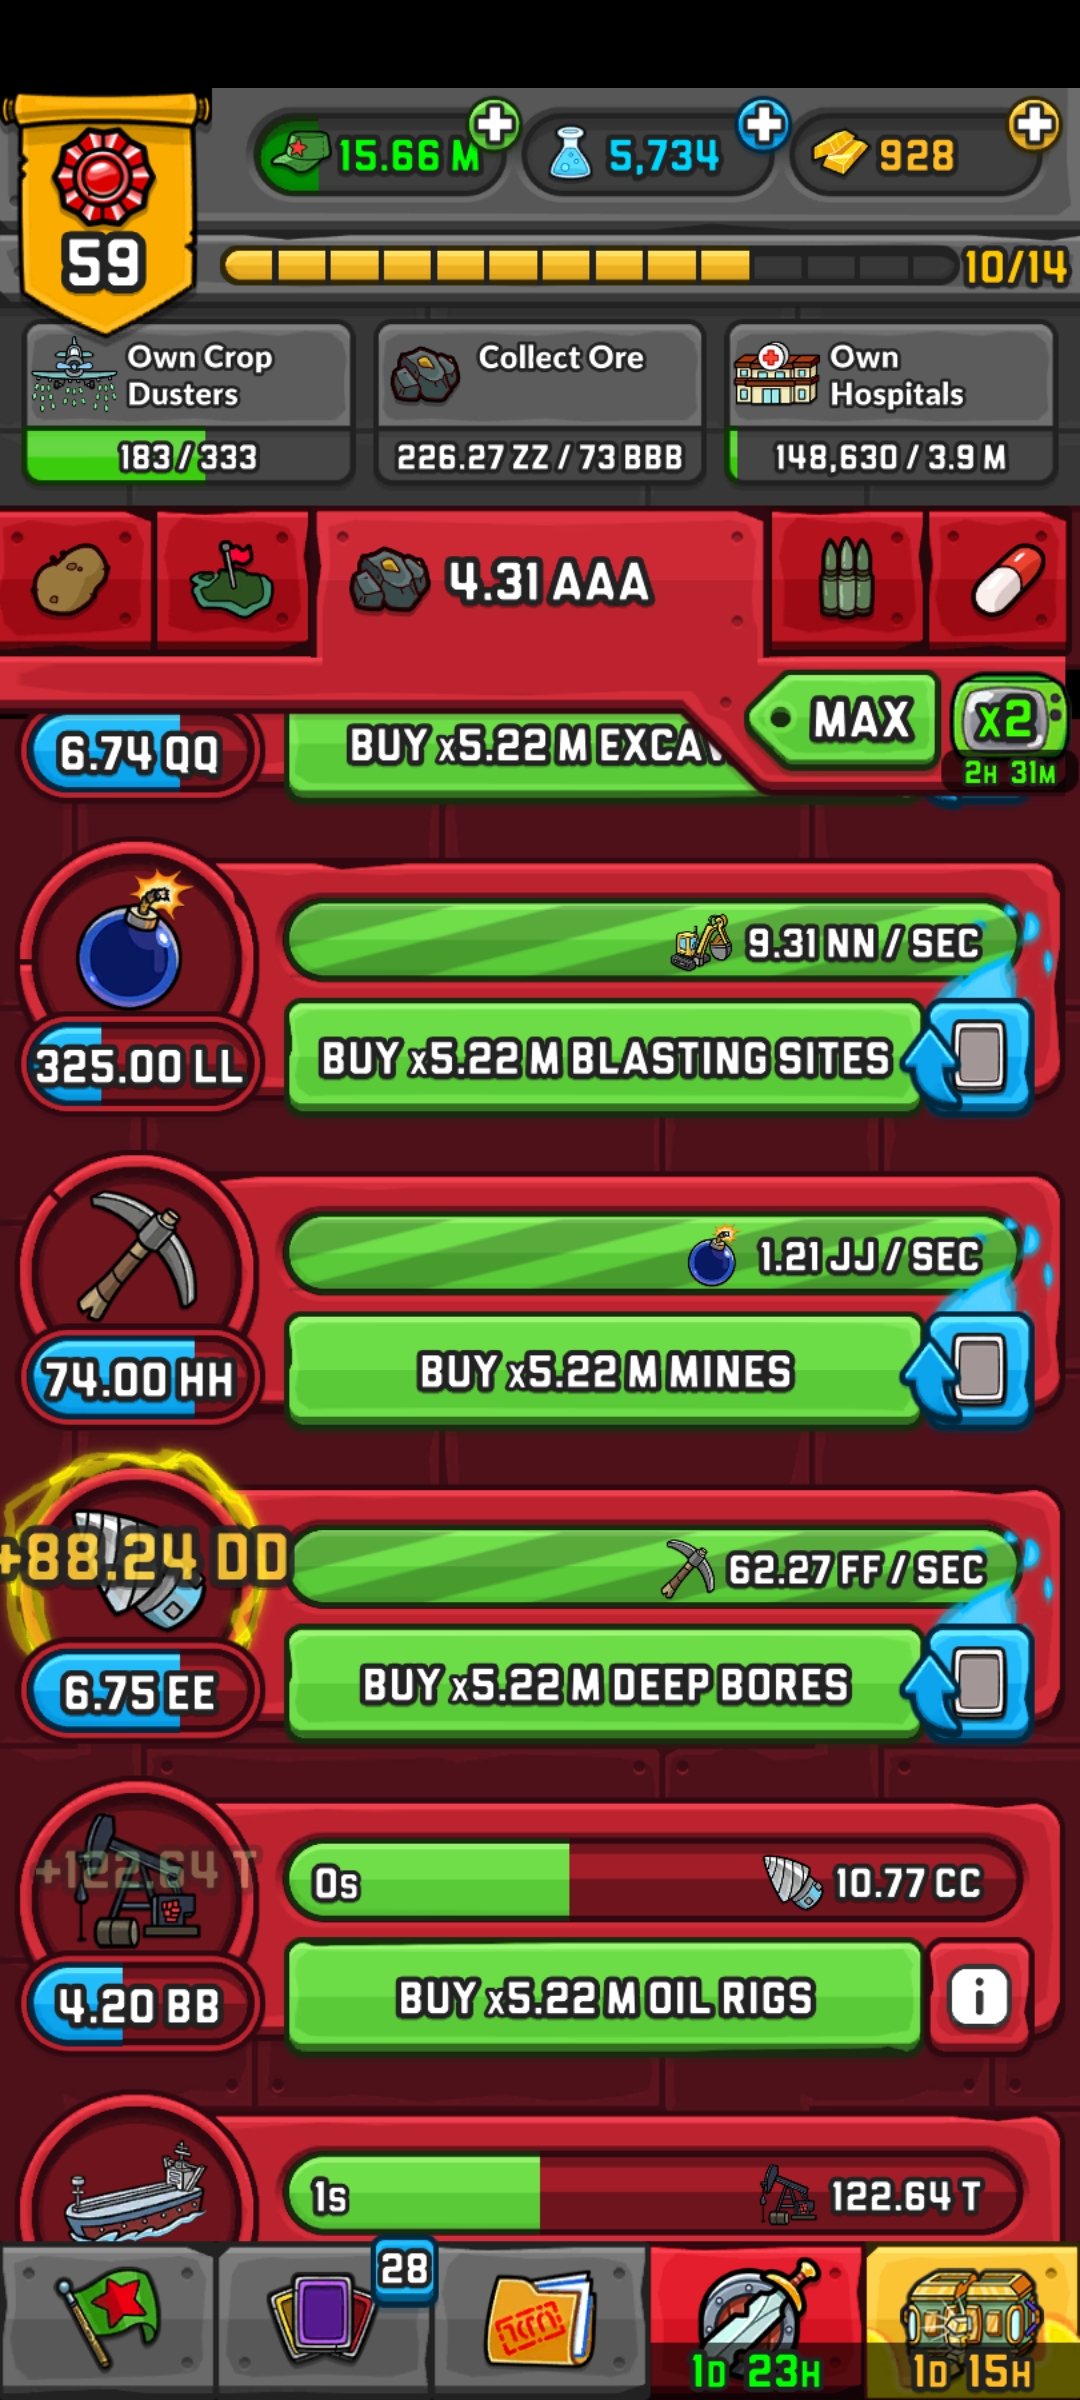 15.66 M
5,734
928
59
10/14
Own Crop
Dusters
183/333
Collect Ore
226.27 ZZ / 73 BBB
Own
Hospitals
148,630 / 3.9 M
4.31 AAA
MAX
x2
2H 31M
6.74 QQ
BUY x5.22 M EXCA
9.31 NN / SEC
325.00 LL
BUY x5.22 M BLASTING SITES
1.21 JJ / SEC
74.00 HH
BUY x5.22 M MINES
+88.24 DD
62.27 FF / SEC
6.75 EE
BUY x5.22 M DEEP BORES
+122.64 T
0s
10.77 CC
4.20 BB
BUY x5.22 M OIL RIGS
i
1s
122.64 T
28
1D 23H
1D 15H